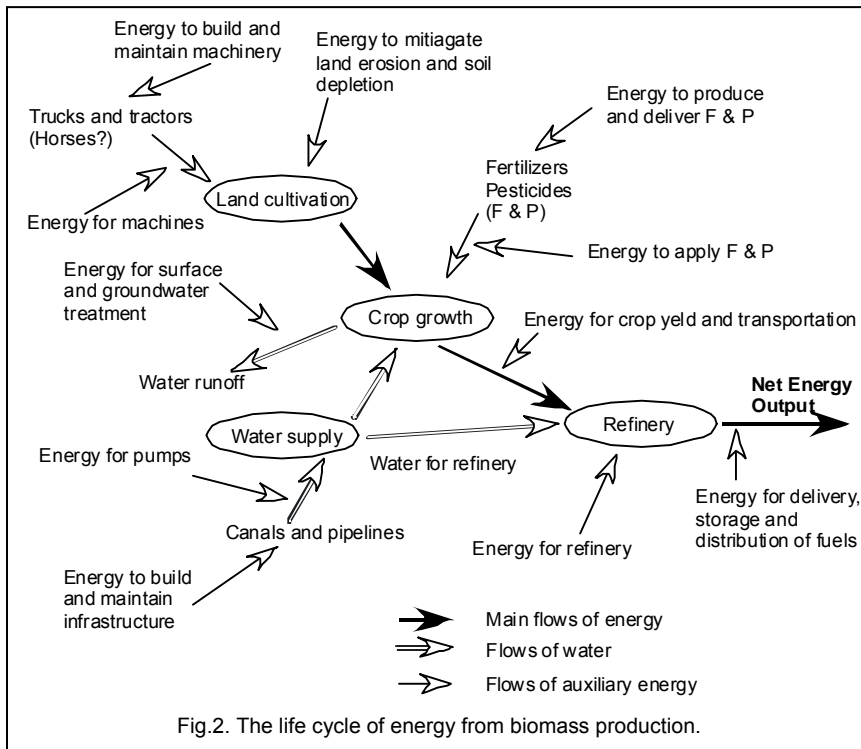 Energy to build and
maintain machinery
Energy to mitiagate
land erosion and soil
depletion
Energy to produce
and deliver F & P
Trucks and tractors
(Horses?)
Fertilizers
Pesticides
(F & P)
Land cultivation
Energy for machines
Energy to apply F & P
Energy for surface
and groundwater
treatment
Crop growth
Energy for crop yeld and transportation
Water runoff
Net Energy
Output
Water supply
Refinery
Energy for pumps
Water for refinery
Canals and pipelines
Energy for delivery,
storage and
distribution of fuels
Energy for refinery
Energy to build
and maintain
infrastructure
Main flows of energy
Flows of water
Flows of auxiliary energy
Fig.2. The life cycle of energy from biomass production.